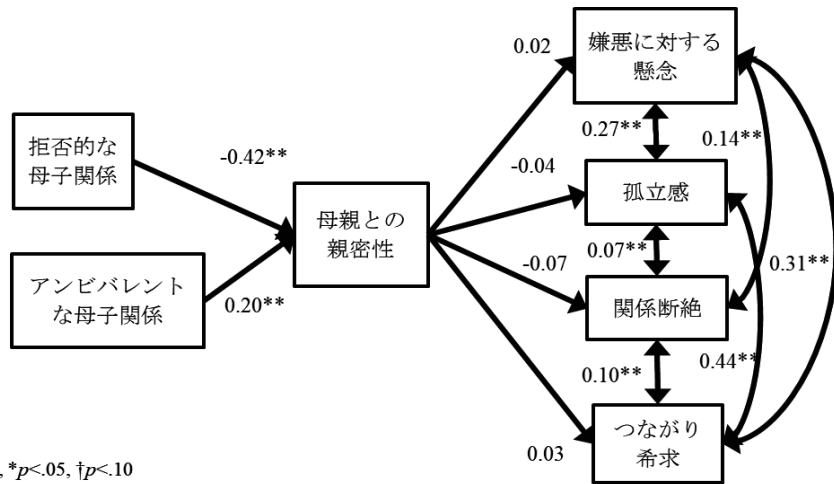 0.02
嫌悪に対する
懸念
拒否的な
母子関係
-0.42**
0.27**
0.14**
-0.04
孤立感
母親との
親密性
アンビバレント
な母子関係
0.20**
0.07**
-0.07
0.31**
関係断絶
0.10**
0.44**
つながり
希求
0.03
, *p<.05, †p<.10